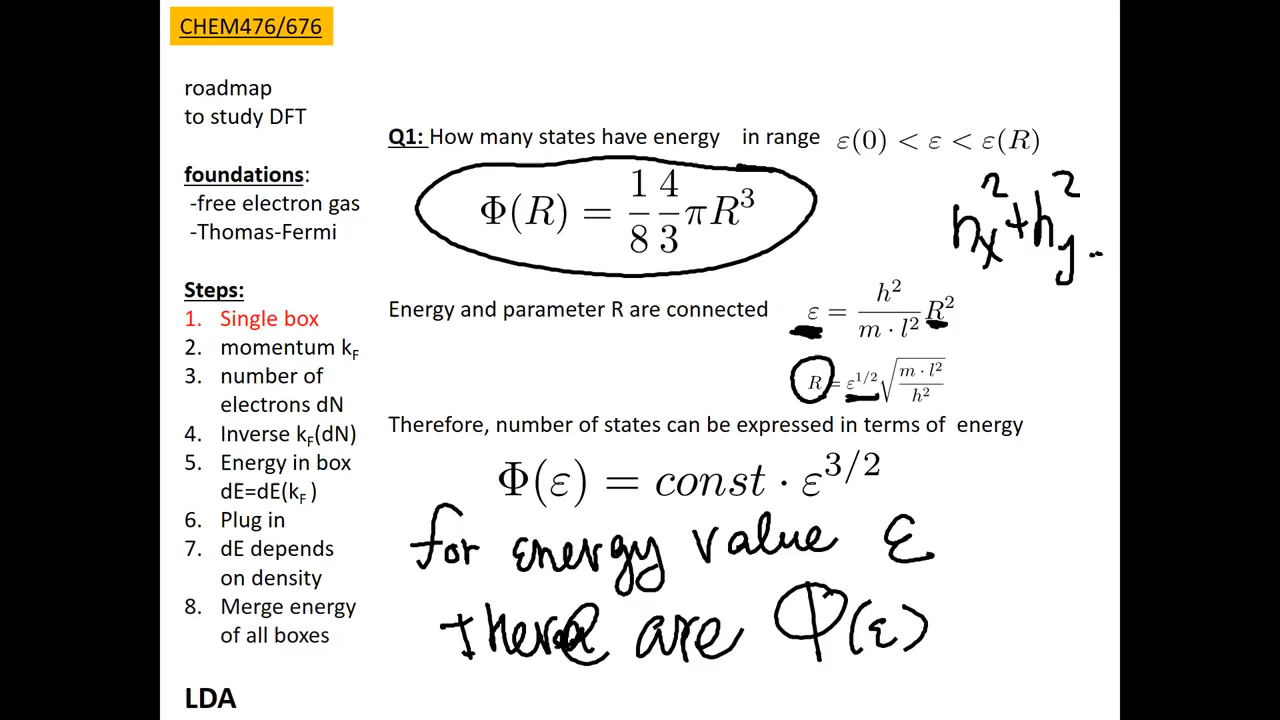 CHEM476/676
roadmap
to study DFT
foundations:
-free electron gas
-Thomas-Fermi
Steps:
1. Single box
2. momentum kF
3. number of
electrons dN
4. Inverse kF(dN)
5. Energy in box
dE=dE(kF )
6. Plug in
7. dE depends
on density
8. Merge energy
of all boxes
LDA
Q1: How many states have energy in range ε(0) < ε < ε(R)
Φ(R) = 1/8 4/3 πR³
nx² + ny² ..
Energy and parameter R are connected ε = h²/(m · l²) R²
R = ε^1/2 √(m · l²/h²)
Therefore, number of states can be expressed in terms of energy
Φ(ε) = const · ε^3/2
for energy value ε
there are Φ(ε)